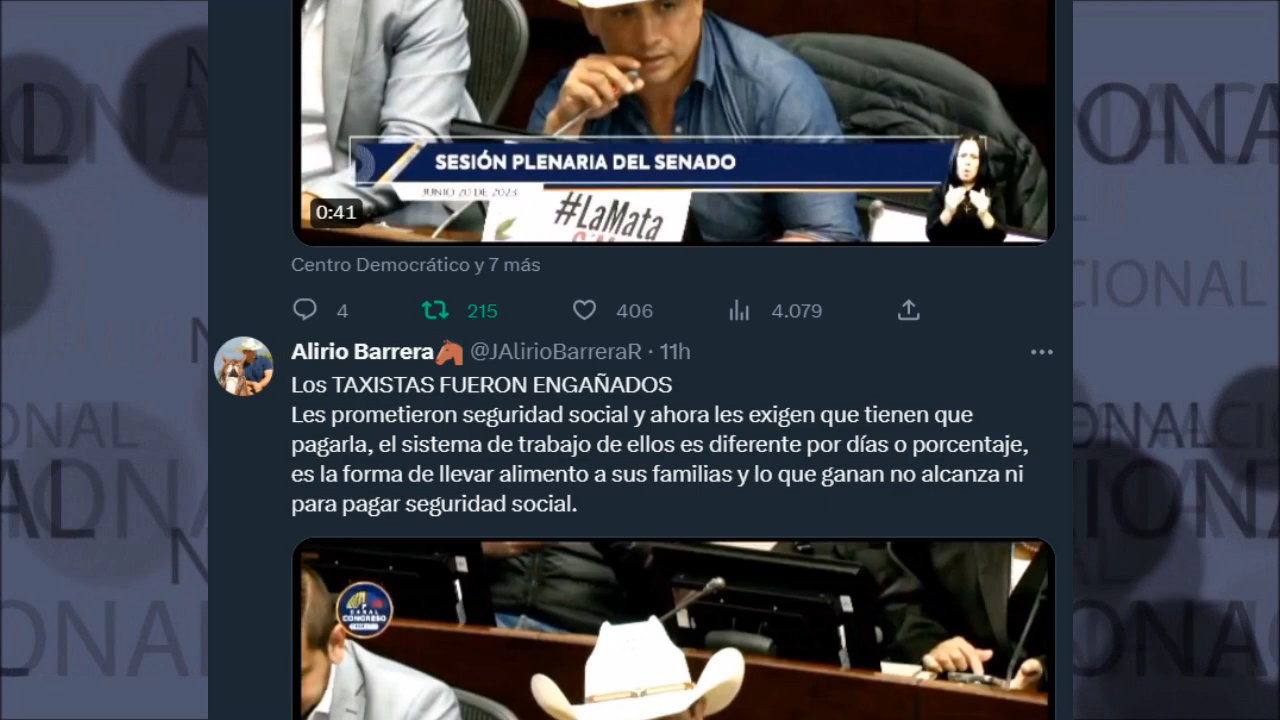 SESIÓN PLENARIA DEL SENADO
JUNIO 20 DE 2023
#LaMata
0:41
Centro Democrático y 7 más
4 215 406 4.079
Alirio Barrera @JAlirioBarreraR · 11h
Los TAXISTAS FUERON ENGAÑADOS
Les prometieron seguridad social y ahora les exigen que tienen que
pagarla, el sistema de trabajo de ellos es diferente por días o porcentaje,
es la forma de llevar alimento a sus familias y lo que ganan no alcanza ni
para pagar seguridad social.
CANAL
CONGRESO